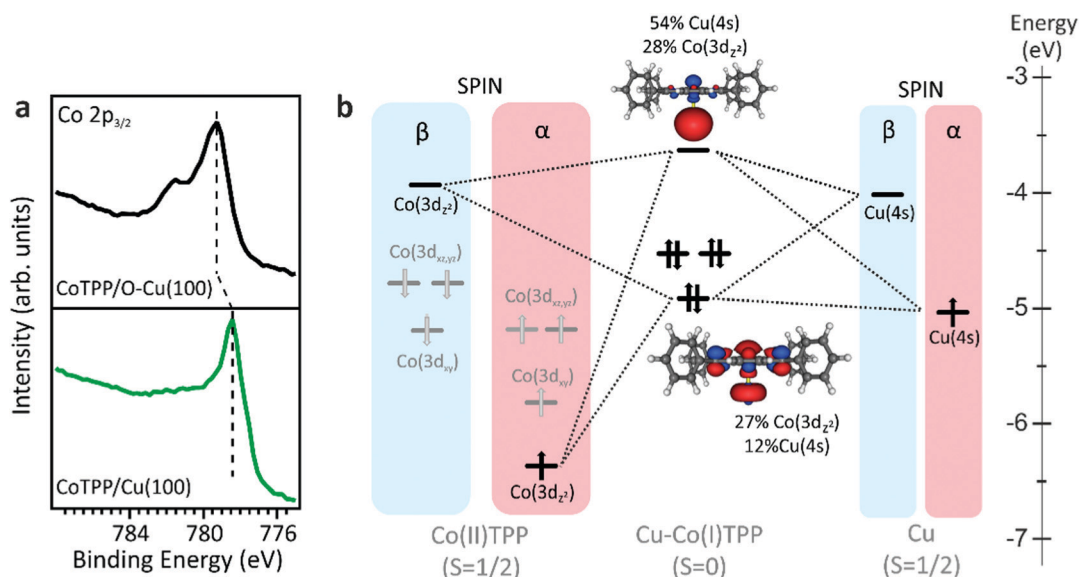 a
Co 2p3/2
CoTPP/O-Cu(100)
CoTPP/Cu(100)
Intensity (arb. units)
784
780
776
Binding Energy (eV)
b
SPIN
β
α
Co(3dz²)
Co(3dxz,yz)
Co(3dxy)
Co(3dxz,yz)
Co(3dxy)
Co(3dz²)
Co(II)TPP
(S=1/2)
54% Cu(4s)
28% Co(3dz²)
27% Co(3dz²)
12%Cu(4s)
Cu-Co(I)TPP
(S=0)
SPIN
β
α
Cu(4s)
Cu(4s)
Cu
(S=1/2)
Energy
(eV)
-3
-4
-5
-6
-7